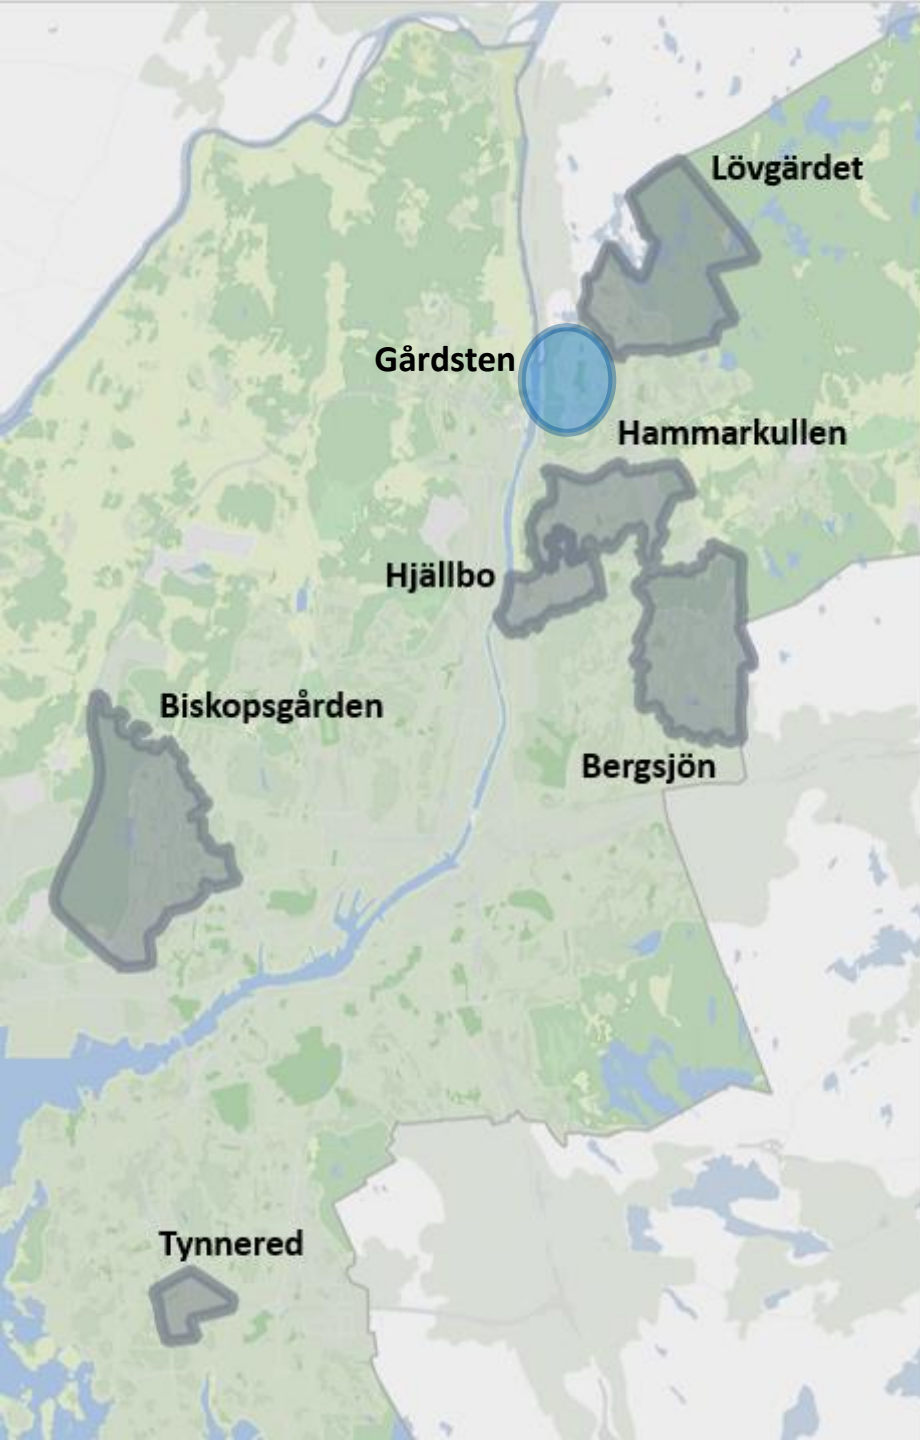 Lövgärdet
Gårdsten
Hammarkullen
Hjällbo
Biskopsgården
Bergsjön
Tynnered